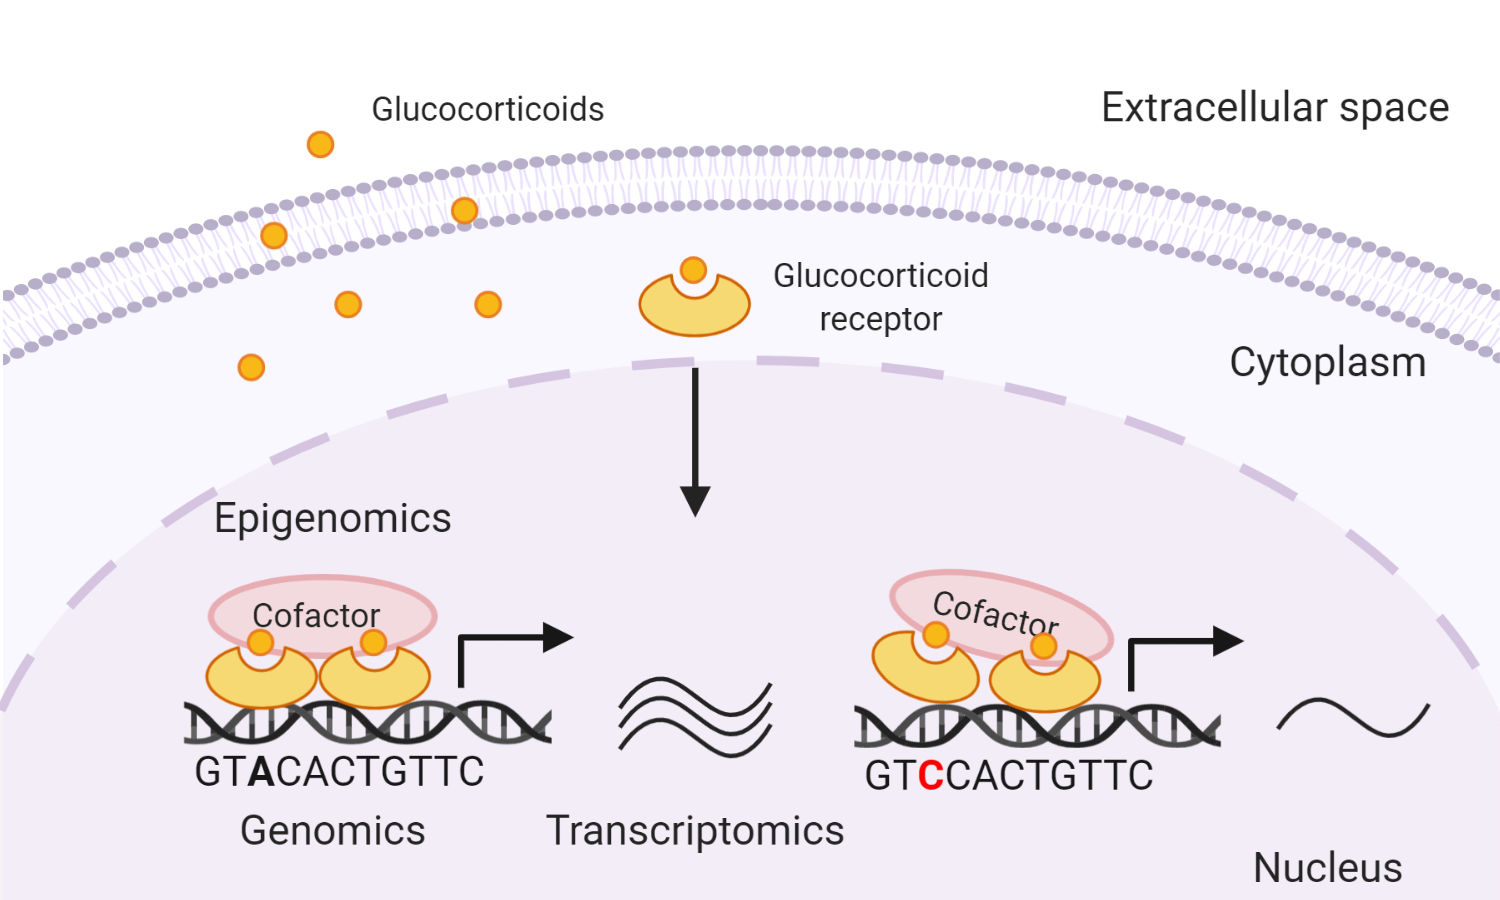 Glucocorticoids
Extracellular space
Glucocorticoid
receptor
Cytoplasm
Epigenomics
Cofactor
Cofactor
GTACACTGTTC
GTCCACTGTTC
Genomics
Transcriptomics
Nucleus